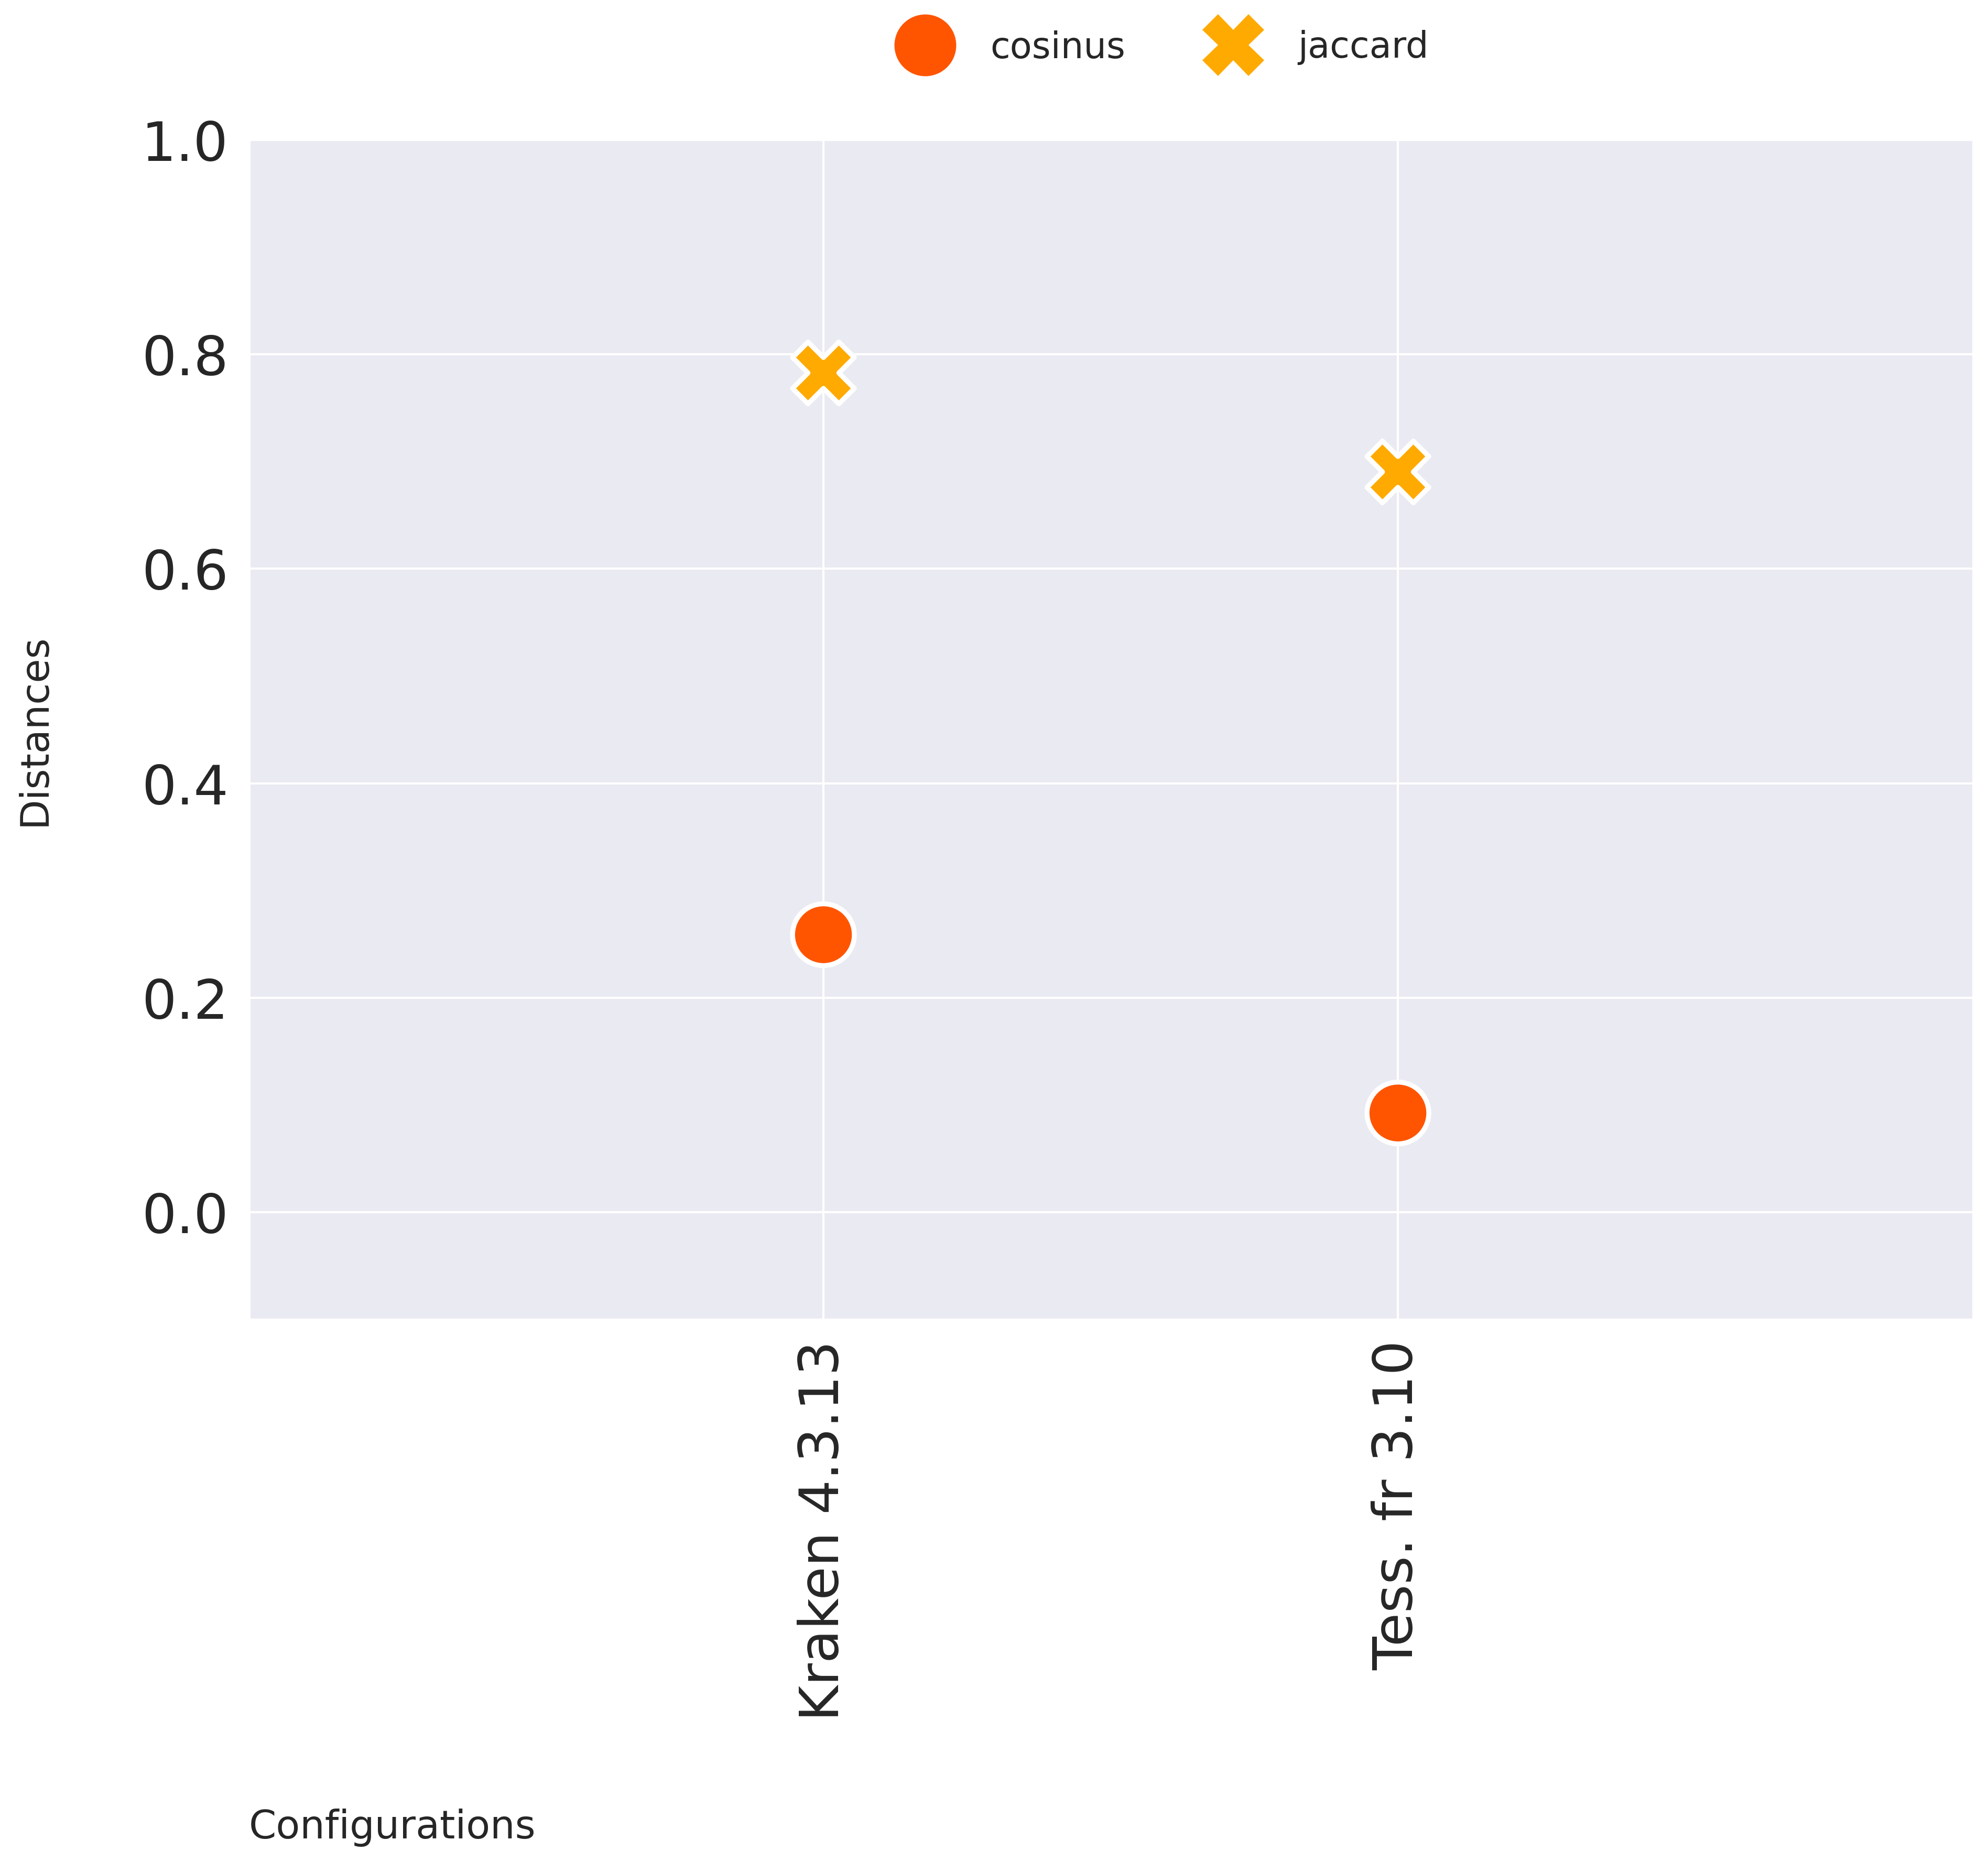 cosinus jaccard
1.0
0.8
0.6
0.4
0.2
0.0
Distances
Kraken 4.3.13
Tess. fr 3.10
Configurations